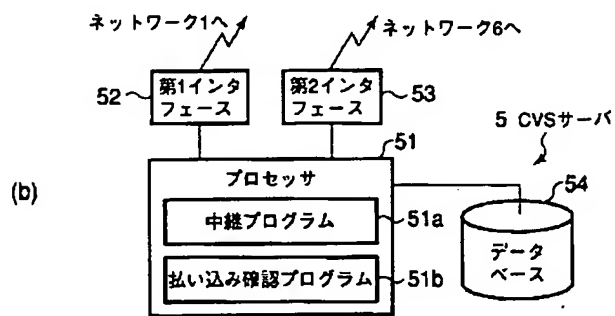 ネットワーク1へ
ネットワーク6へ
52
第1インタ
フェース
第2インタ
フェース
53
5 CVSサーバ
51
54
(b)
プロセッサ
中継プログラム
51a
払い込み確認プログラム
51b
データ
ベース